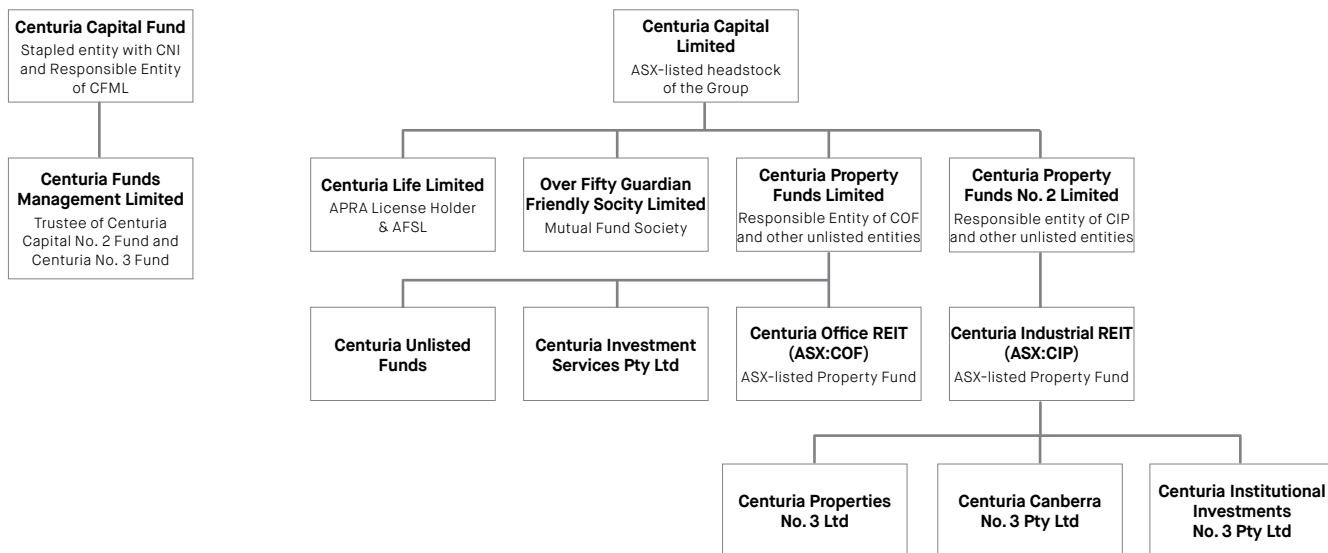 Centuria Capital Fund
Stapled entity with CNI
and Responsible Entity
of CFML
Centuria Capital
Limited
ASX-listed headstock
of the Group
Centuria Funds
Management Limited
Trustee of Centuria
Capital No. 2 Fund and
Centuria No. 3 Fund
Centuria Life Limited
APRA License Holder
& AFSL
Over Fifty Guardian
Friendly Socity Limited
Mutual Fund Society
Centuria Property
Funds Limited
Responsible Entity of COF
and other unlisted entities
Centuria Property
Funds No. 2 Limited
Responsible entity of CIP
and other unlisted entities
Centuria Unlisted
Funds
Centuria Investment
Services Pty Ltd
Centuria Office REIT
(ASX:COF)
ASX-listed Property Fund
Centuria Industrial REIT
(ASX:CIP)
ASX-listed Property Fund
Centuria Properties
No. 3 Ltd
Centuria Canberra
No. 3 Pty Ltd
Centuria Institutional
Investments
No. 3 Pty Ltd